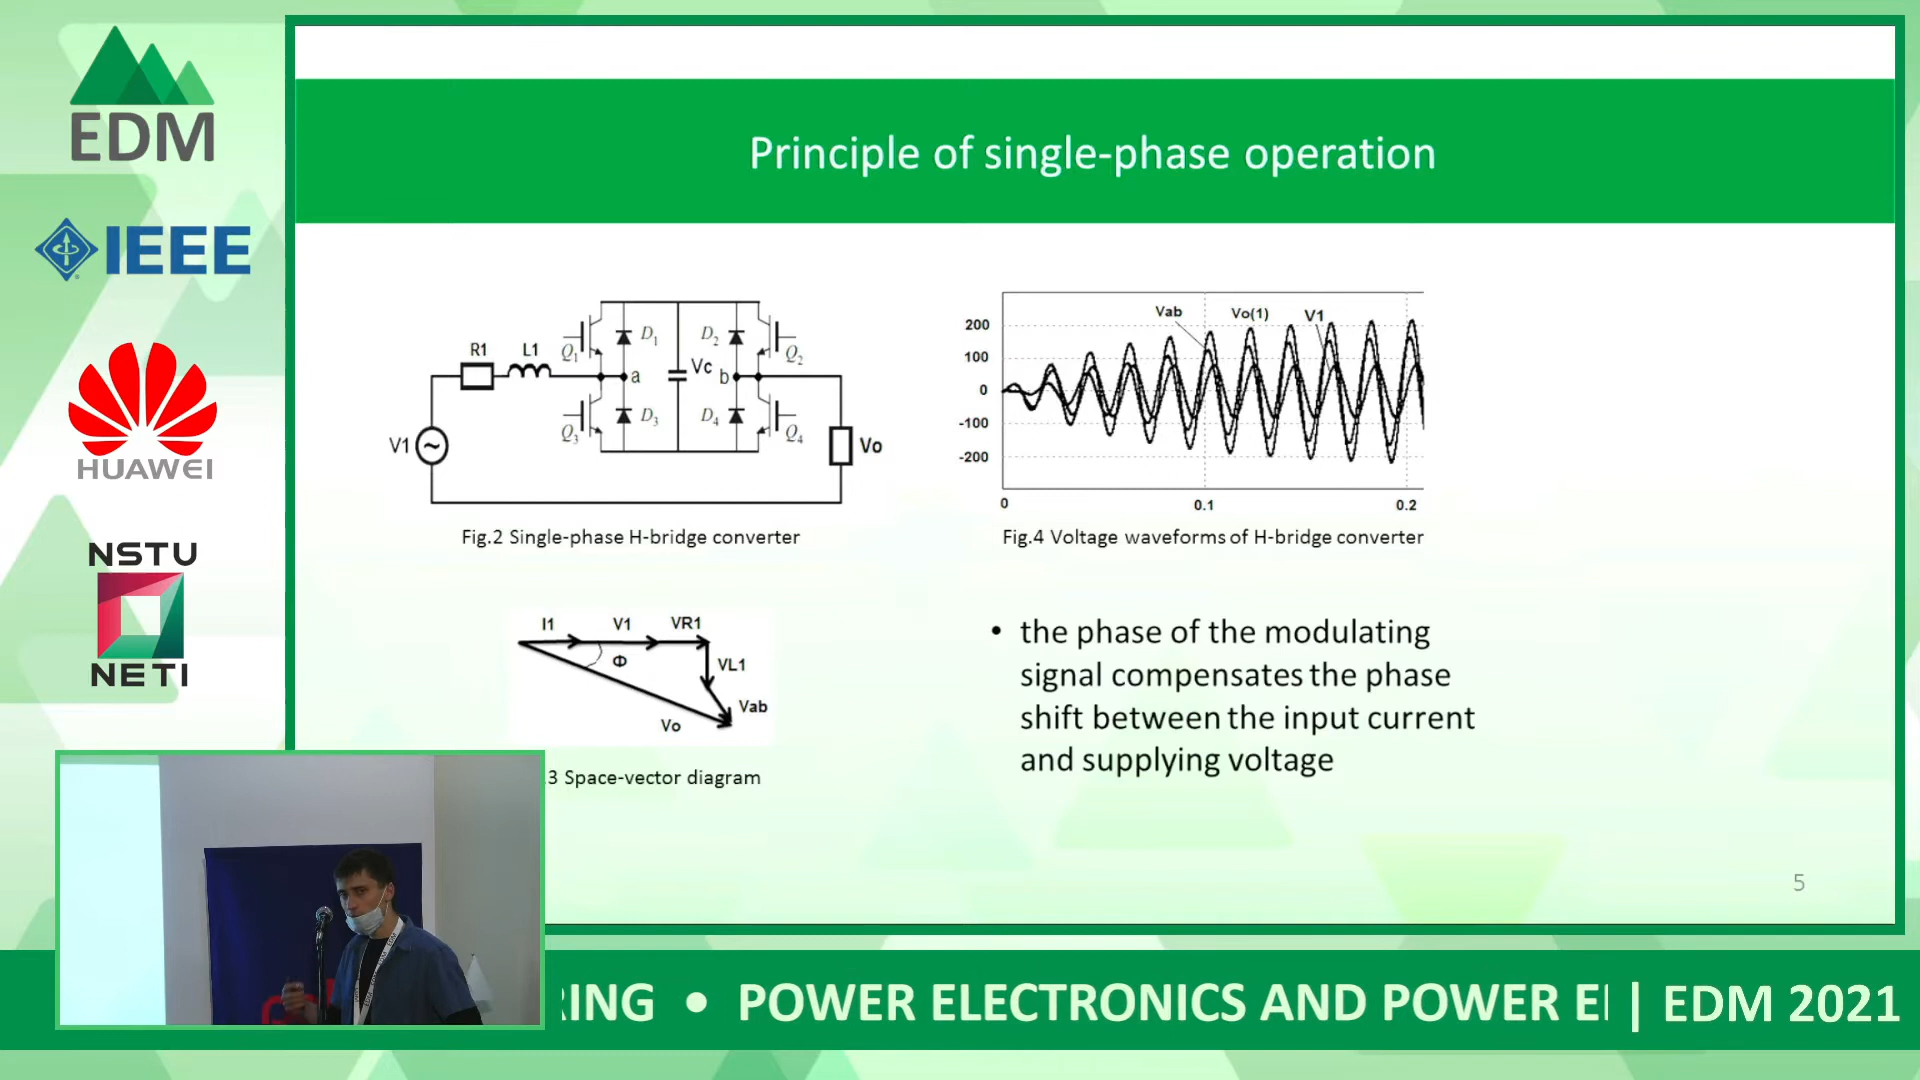 EDM
IEEE
HUAWEI
NSTU
NETI
Principle of single-phase operation
R1
L1
Q1
D1
D2
Q2
a
Vc
b
Q3
D3
D4
Q4
V1
Vo
Fig.2 Single-phase H-bridge converter
Vab
Vo(1)
V1
200
100
0
-100
-200
0
0.1
0.2
Fig.4 Voltage waveforms of H-bridge converter
I1
V1
VR1
Φ
VL1
Vab
Vo
.3 Space-vector diagram
• the phase of the modulating
signal compensates the phase
shift between the input current
and supplying voltage
5
RING • POWER ELECTRONICS AND POWER E | EDM 2021